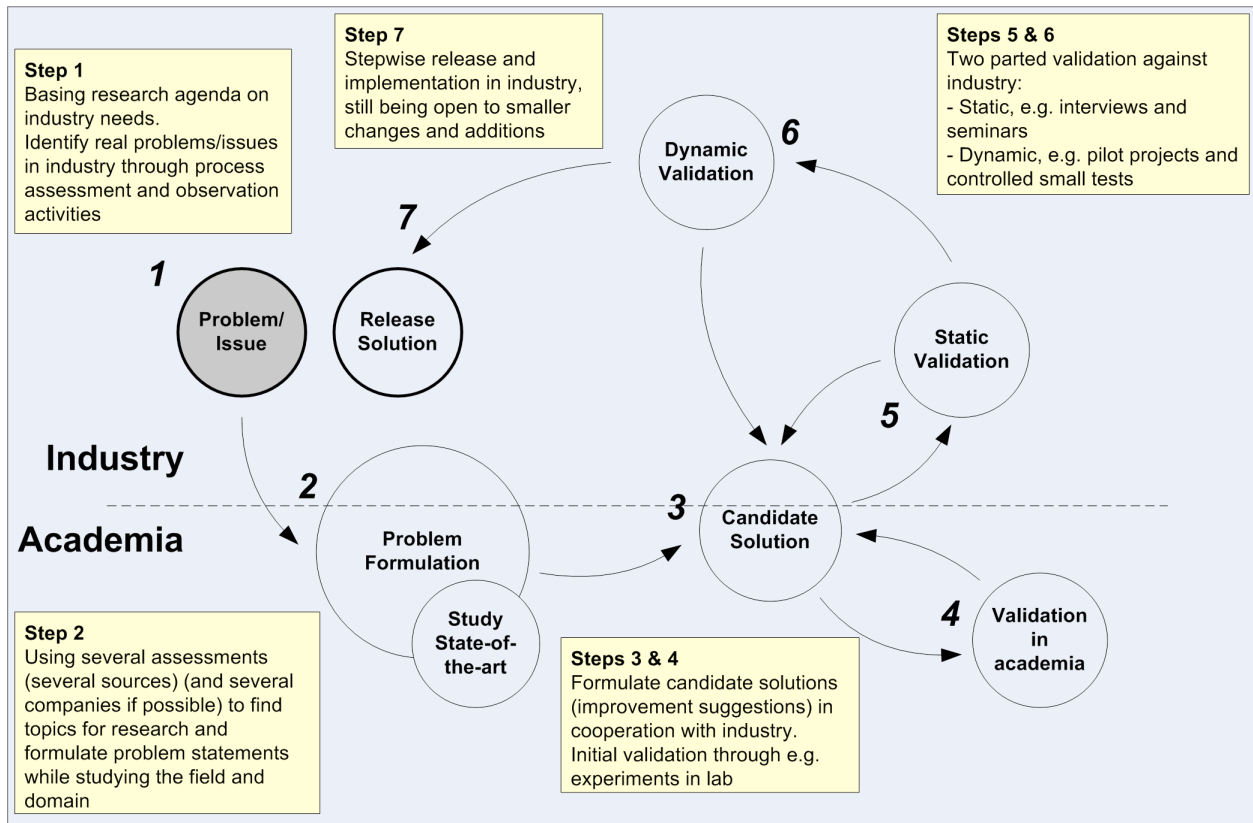 Step 1
Basing research agenda on
industry needs.
Identify real problems/issues
in industry through process
assessment and observation
activities
Step 7
Stepwise release and
implementation in industry,
still being open to smaller
changes and additions
Steps 5 & 6
Two parted validation against
industry:
- Static, e.g. interviews and
seminars
- Dynamic, e.g. pilot projects and
controlled small tests
6
Dynamic
Validation
7
1
Problem/
Issue
Release
Solution
Static
Validation
5
Industry
2
3
Academia
Problem
Formulation
Candidate
Solution
Study
State-of-
the-art
4
Validation
in
academia
Step 2
Using several assessments
(several sources) (and several
companies if possible) to find
topics for research and
formulate problem statements
while studying the field and
domain
Steps 3 & 4
Formulate candidate solutions
(improvement suggestions) in
cooperation with industry.
Initial validation through e.g.
experiments in lab